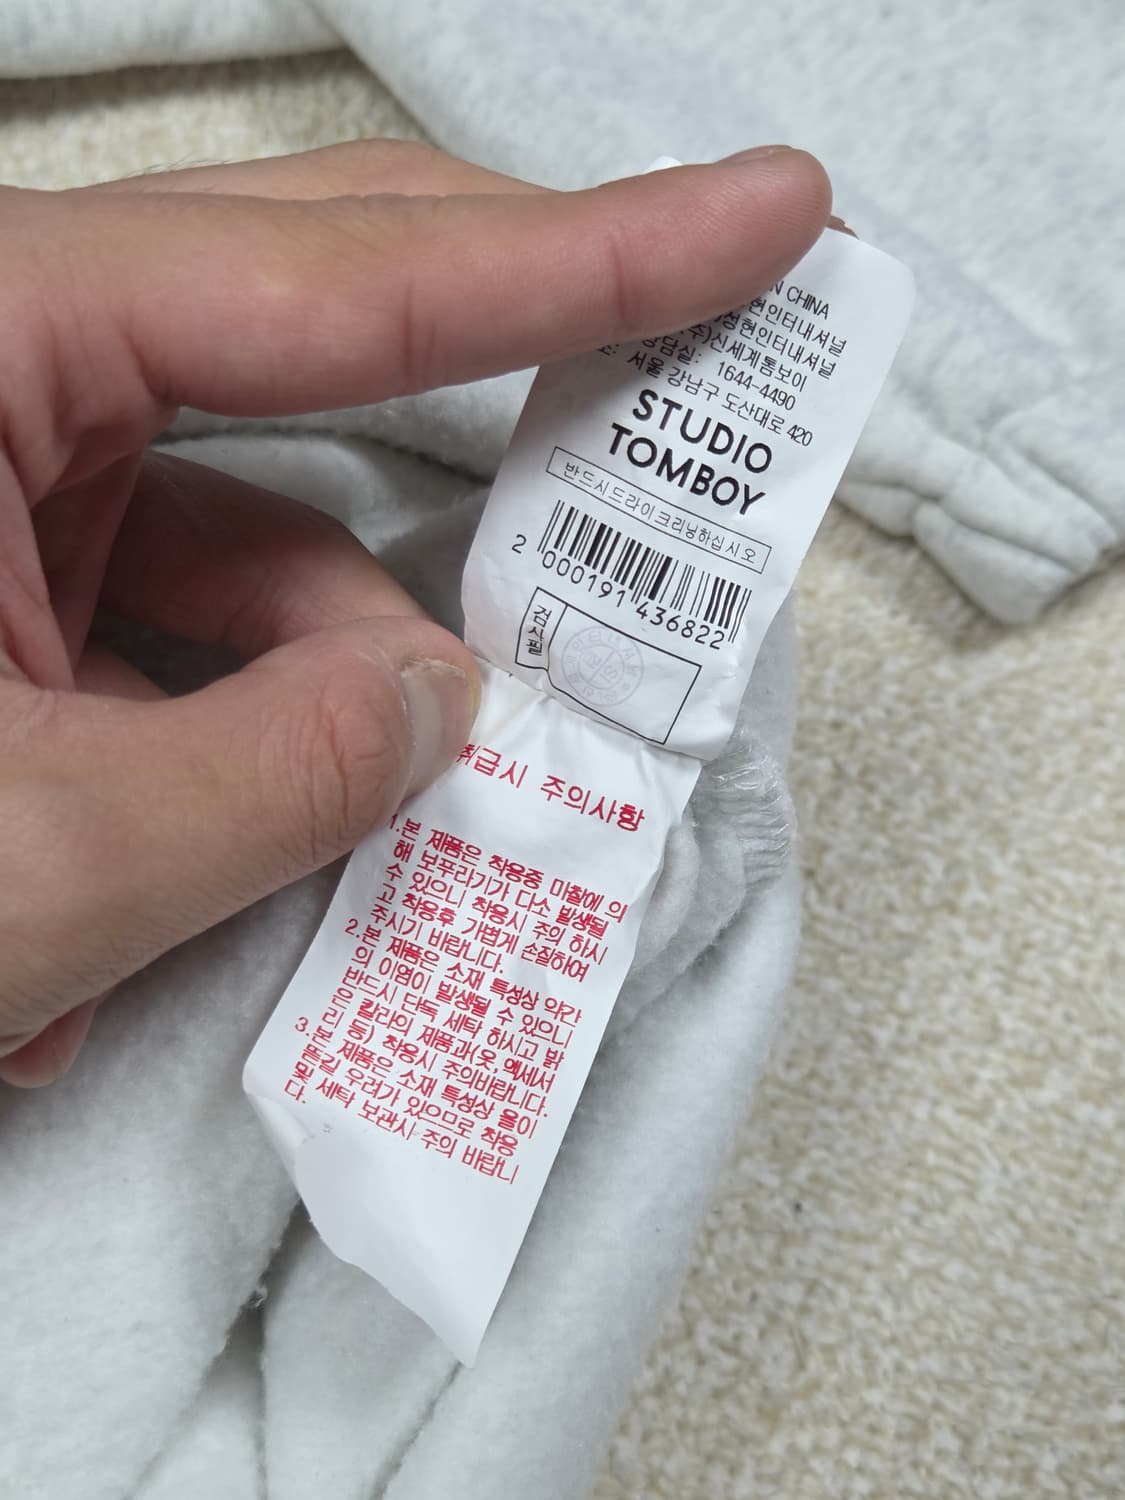 N CHINA
현인터내셔널
성현인터내셔널
주)신세계톰보이
상담실: 1644-4490
소: 서울 강남구 도산대로 420
STUDIO
TOMBOY
반드시드라이크리닝하십시오
2 000191 436822
검사필
취급시 주의사항
1.본 제품은 착용중 마찰에 의
해 보푸라기가 다소 발생될
수 있으니 착용시 주의 하시
고 착용후 가볍게 손질하여
주시기 바랍니다.
2.본 제품은 소재 특성상 약간
의 이염이 발생될 수 있으니
반드시 단독 세탁 하시고 밝
은 칼라의 제품과(옷, 액세서
리 등) 착용시 주의바랍니다.
3.본 제품은 소재 특성상 올이
뜯길 우려가 있으므로 착용
및 세탁 보관시 주의 바랍니
다.